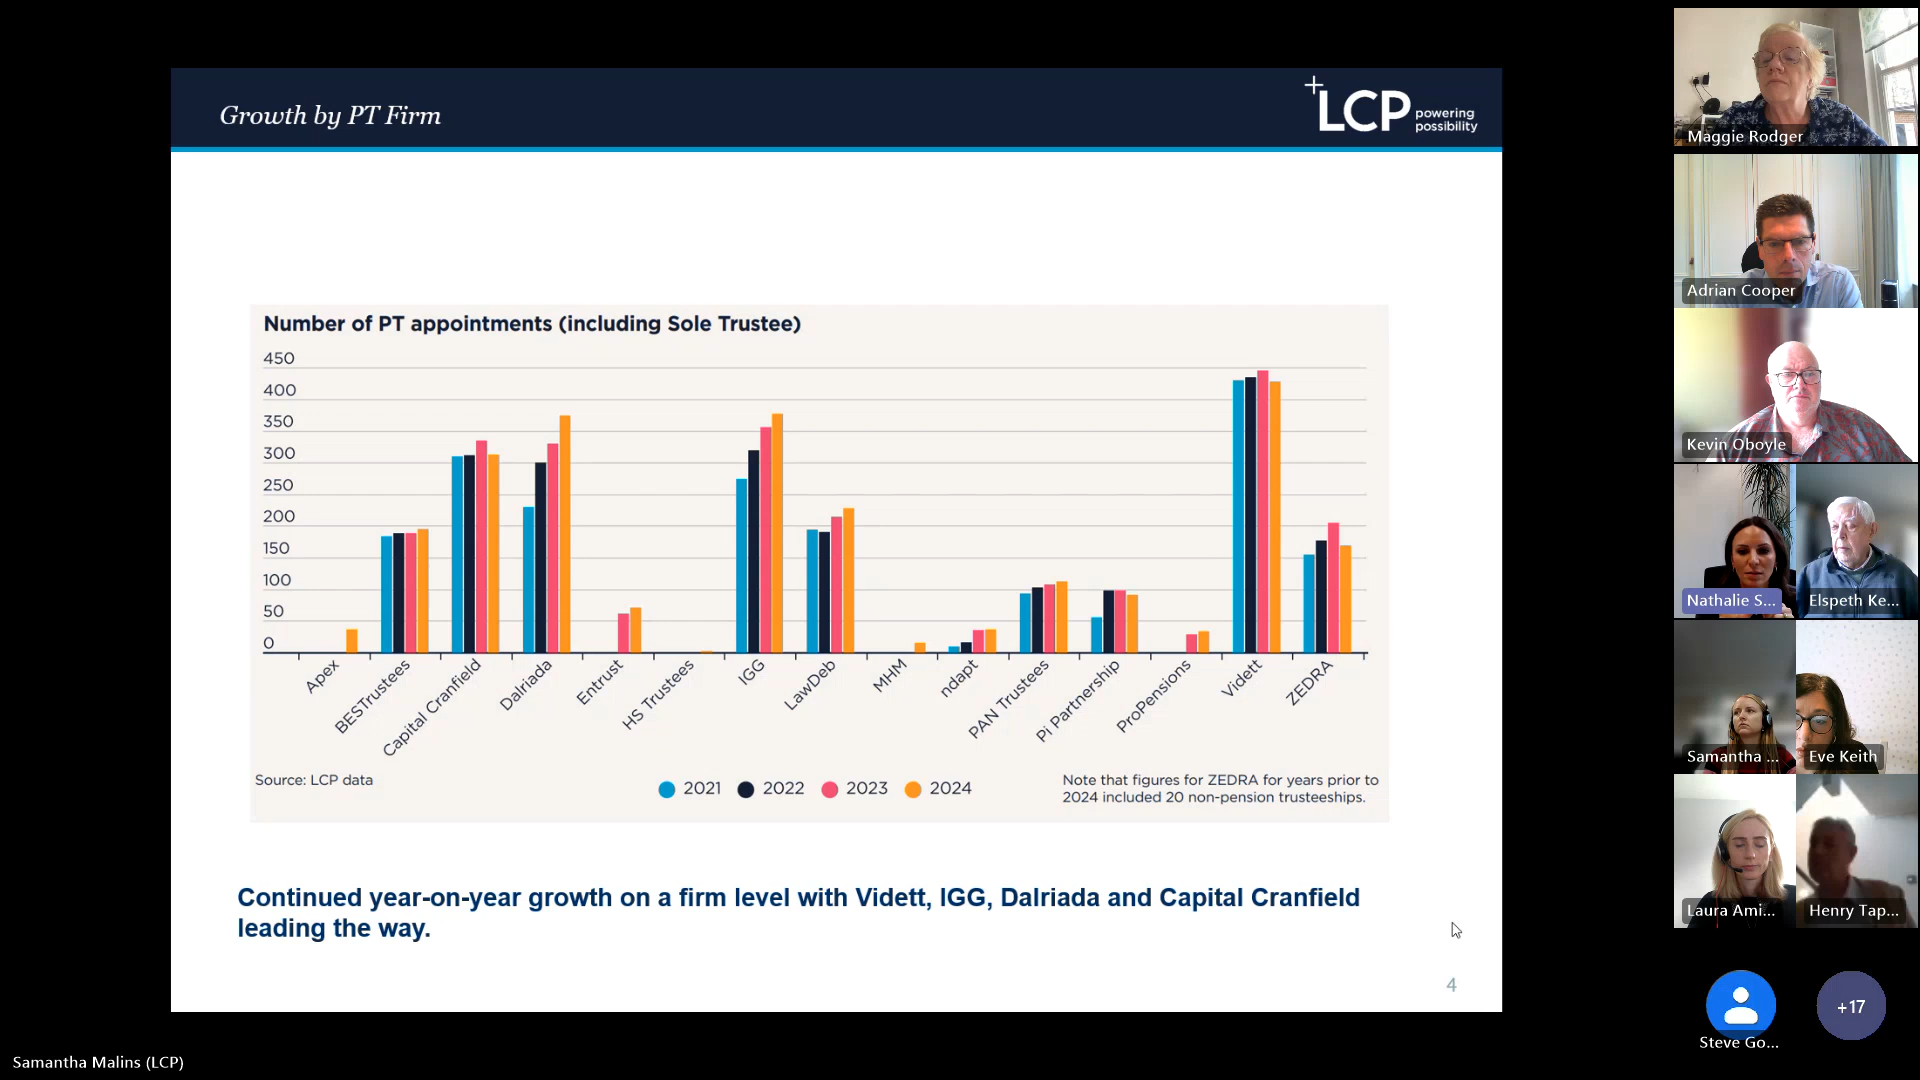 Growth by PT Firm
LCP powering
possibility
Number of PT appointments (including Sole Trustee)
450
400
350
300
250
200
150
100
50
0
Apex
BESTrustees
Capital Cranfield
Dalriada
Entrust
HS Trustees
IGG
LawDeb
MHM
ndapt
PAN Trustees
Pi Partnership
ProPensions
Vidett
ZEDRA
Source: LCP data
2021
2022
2023
2024
Note that figures for ZEDRA for years prior to
2024 included 20 non-pension trusteeships.
Continued year-on-year growth on a firm level with Vidett, IGG, Dalriada and Capital Cranfield
leading the way.
4
Maggie Rodger
Adrian Cooper
Kevin Oboyle
Nathalie S...
Elspeth Ke...
Samantha ...
Eve Keith
Laura Ami...
Henry Tap...
Steve Go...
+17
Samantha Malins (LCP)